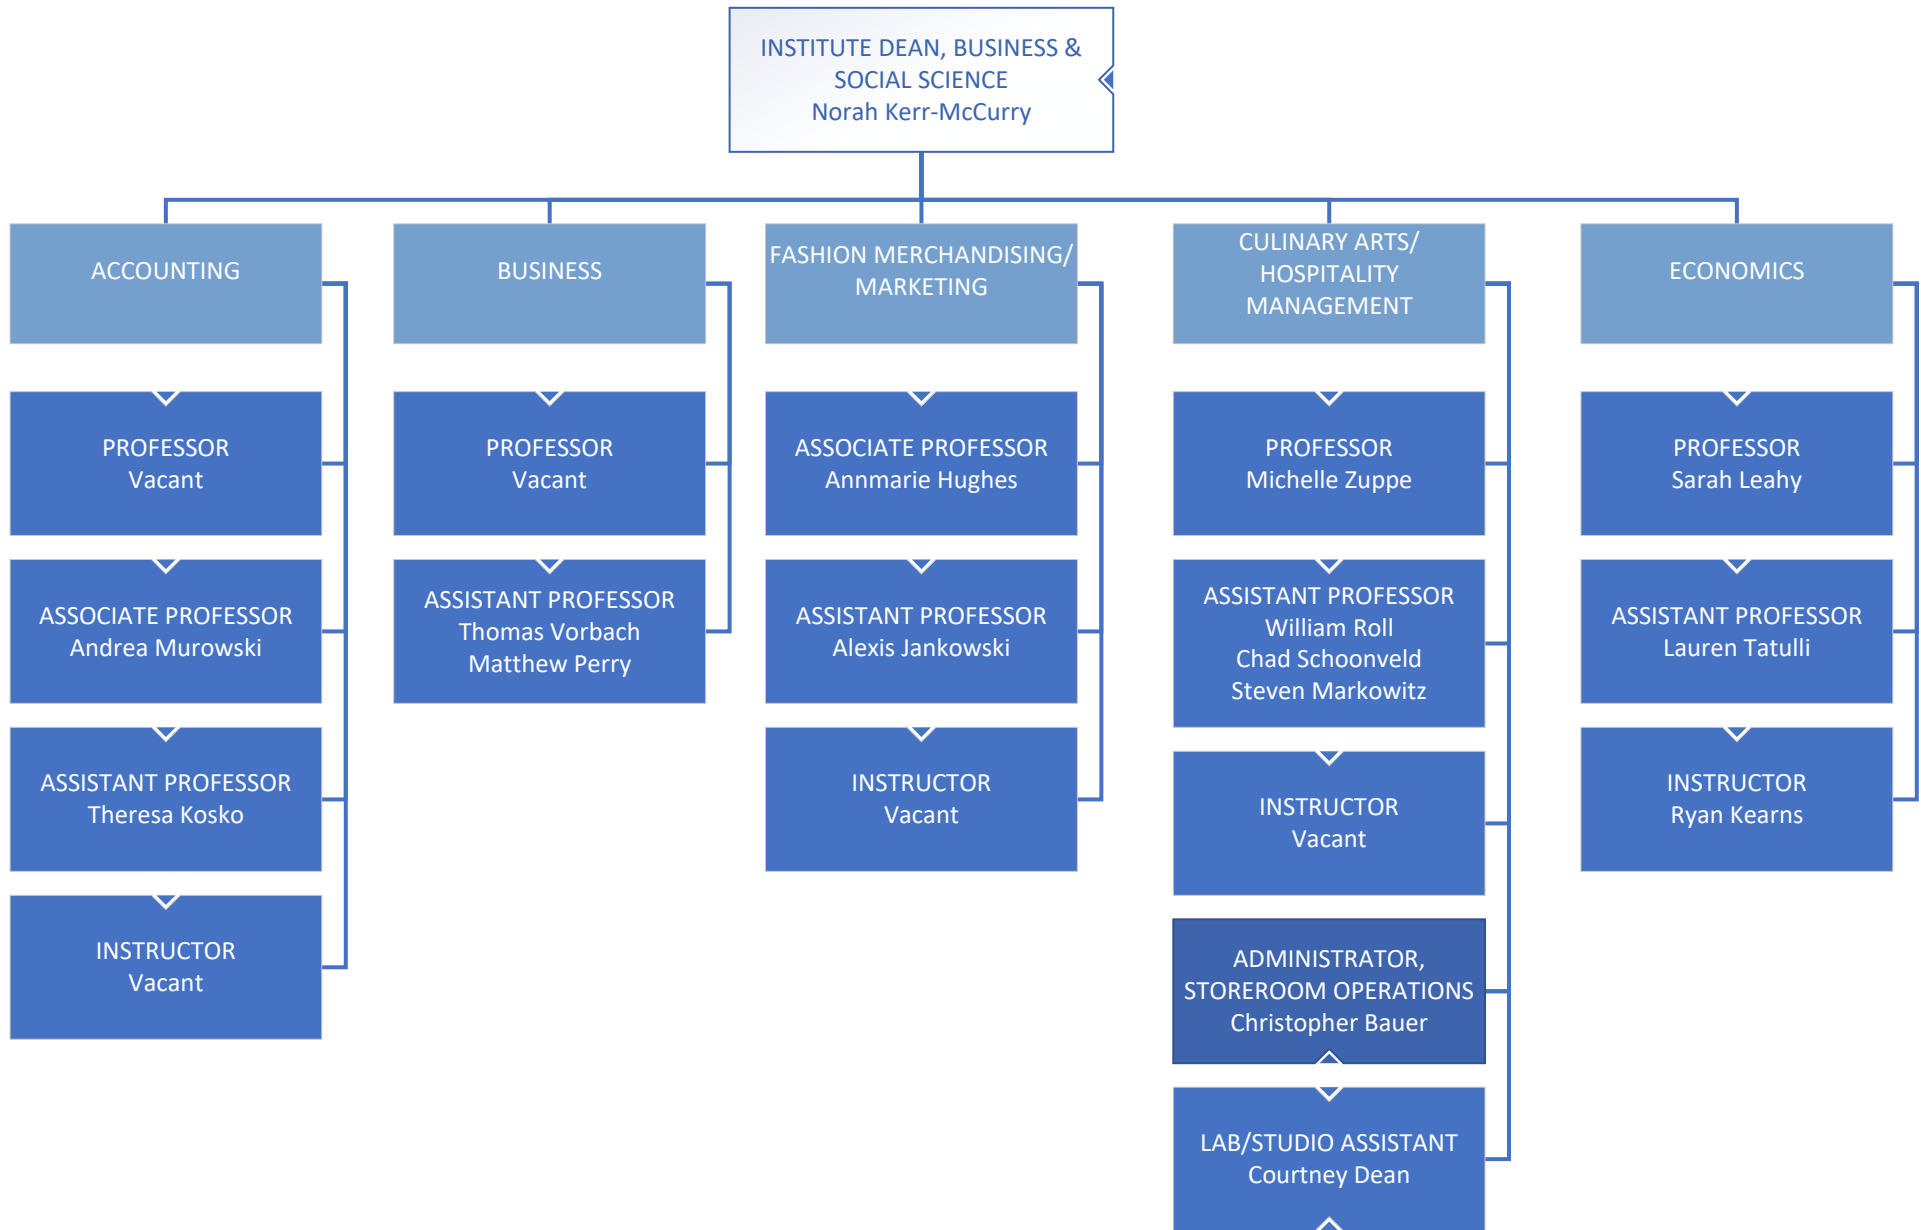 INSTITUTE DEAN, BUSINESS &
SOCIAL SCIENCE
Norah Kerr-McCurry
ACCOUNTING
PROFESSOR
Vacant
ASSOCIATE PROFESSOR
Andrea Murowski
ASSISTANT PROFESSOR
Theresa Kosko
INSTRUCTOR
Vacant
BUSINESS
PROFESSOR
Vacant
ASSISTANT PROFESSOR
Thomas Vorbach
Matthew Perry
FASHION MERCHANDISING/
MARKETING
ASSOCIATE PROFESSOR
Annmarie Hughes
ASSISTANT PROFESSOR
Alexis Jankowski
INSTRUCTOR
Vacant
CULINARY ARTS/
HOSPITALITY
MANAGEMENT
PROFESSOR
Michelle Zuppe
ASSISTANT PROFESSOR
William Roll
Chad Schoonveld
Steven Markowitz
INSTRUCTOR
Vacant
ADMINISTRATOR,
STOREROOM OPERATIONS
Christopher Bauer
LAB/STUDIO ASSISTANT
Courtney Dean
ECONOMICS
PROFESSOR
Sarah Leahy
ASSISTANT PROFESSOR
Lauren Tatulli
INSTRUCTOR
Ryan Kearns